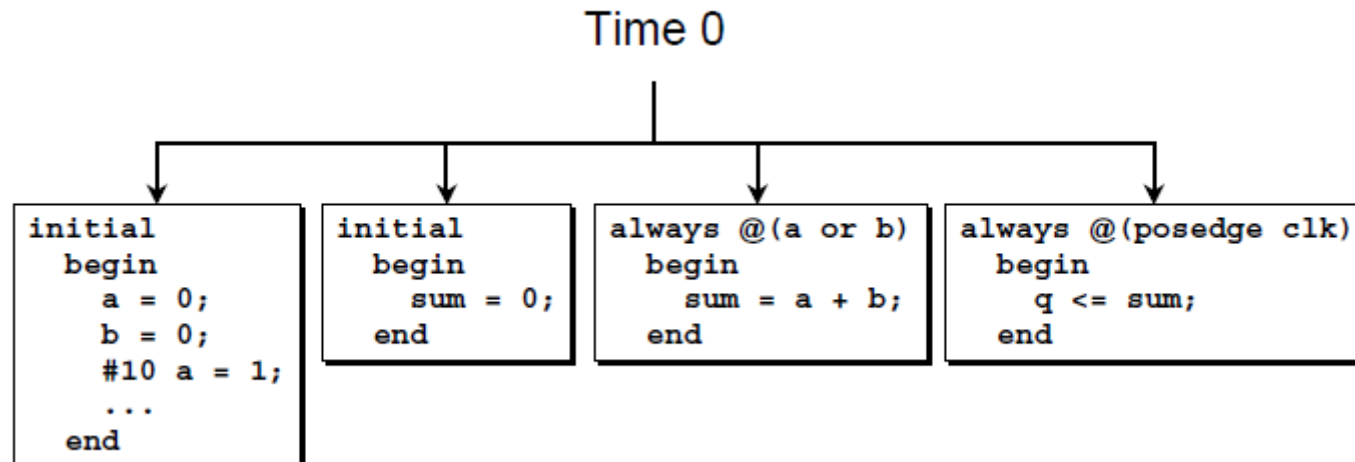 Time 0
initial
begin
a = 0;
b = 0;
#10 a = 1;
...
end
initial
begin
sum = 0;
end
always @(a or b)
begin
sum = a + b;
end
always @(posedge clk)
begin
q <= sum;
end